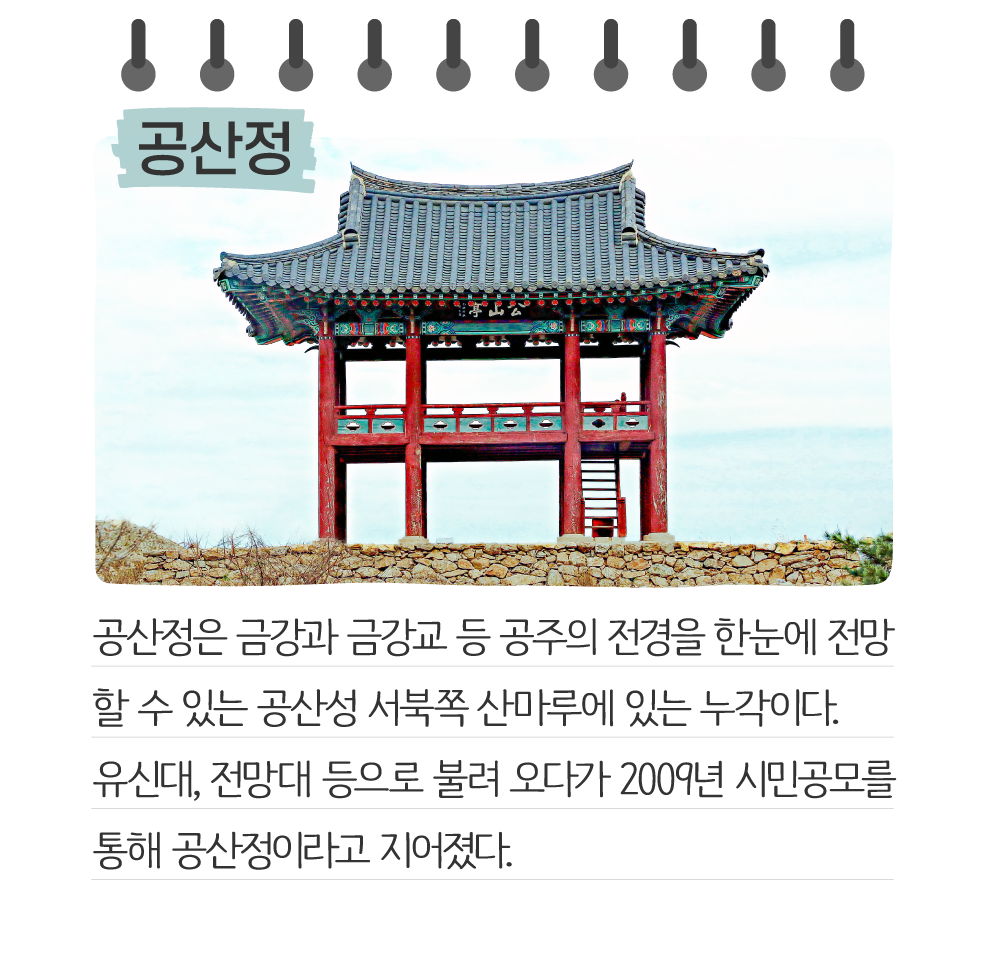 공산정
公山亭
공산정은 금강과 금강교 등 공주의 전경을 한눈에 전망
할 수 있는 공산성 서북쪽 산마루에 있는 누각이다.
유신대, 전망대 등으로 불려 오다가 2009년 시민공모를
통해 공산정이라고 지어졌다.